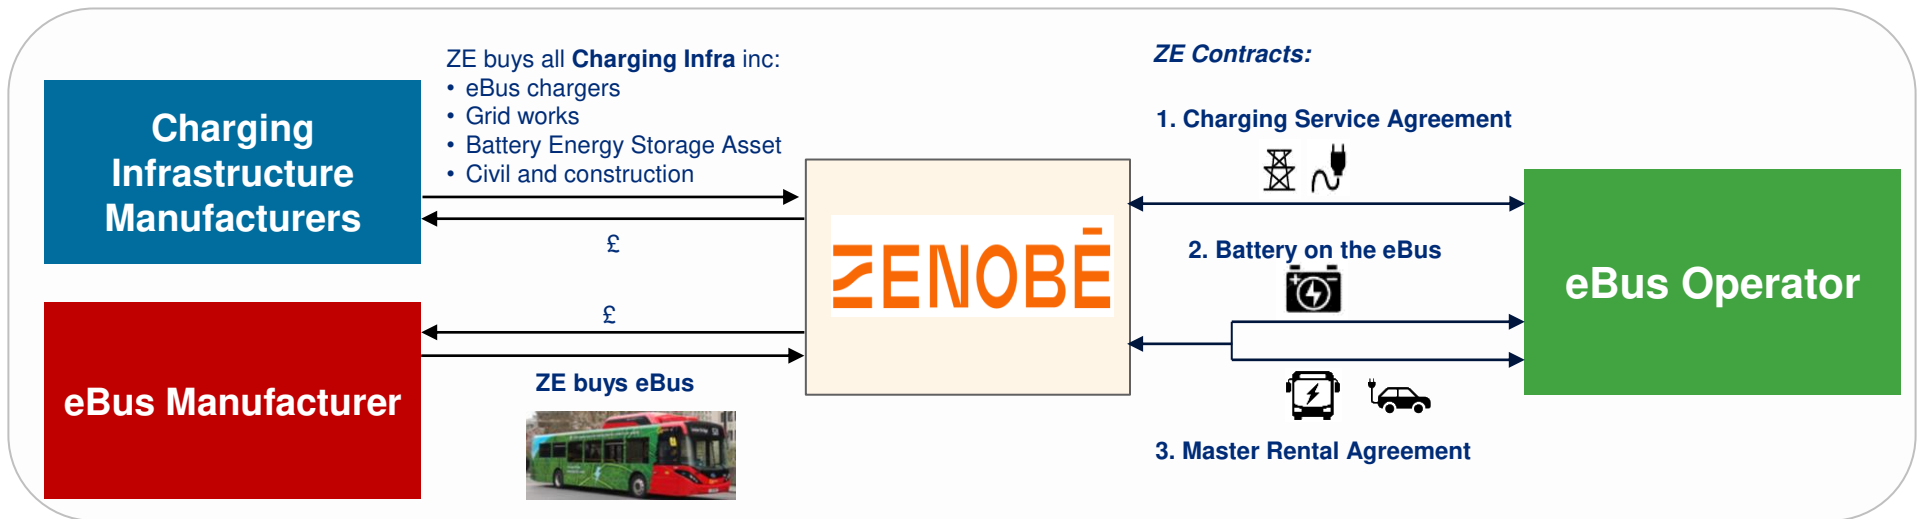 Charging
Infrastructure
Manufacturers
ZE buys all Charging Infra inc:
• eBus chargers
• Grid works
• Battery Energy Storage Asset
• Civil and construction
£
£
eBus Manufacturer
ZE buys eBus
ZENOBĒ
ZE Contracts:
1. Charging Service Agreement
2. Battery on the eBus
3. Master Rental Agreement
eBus Operator